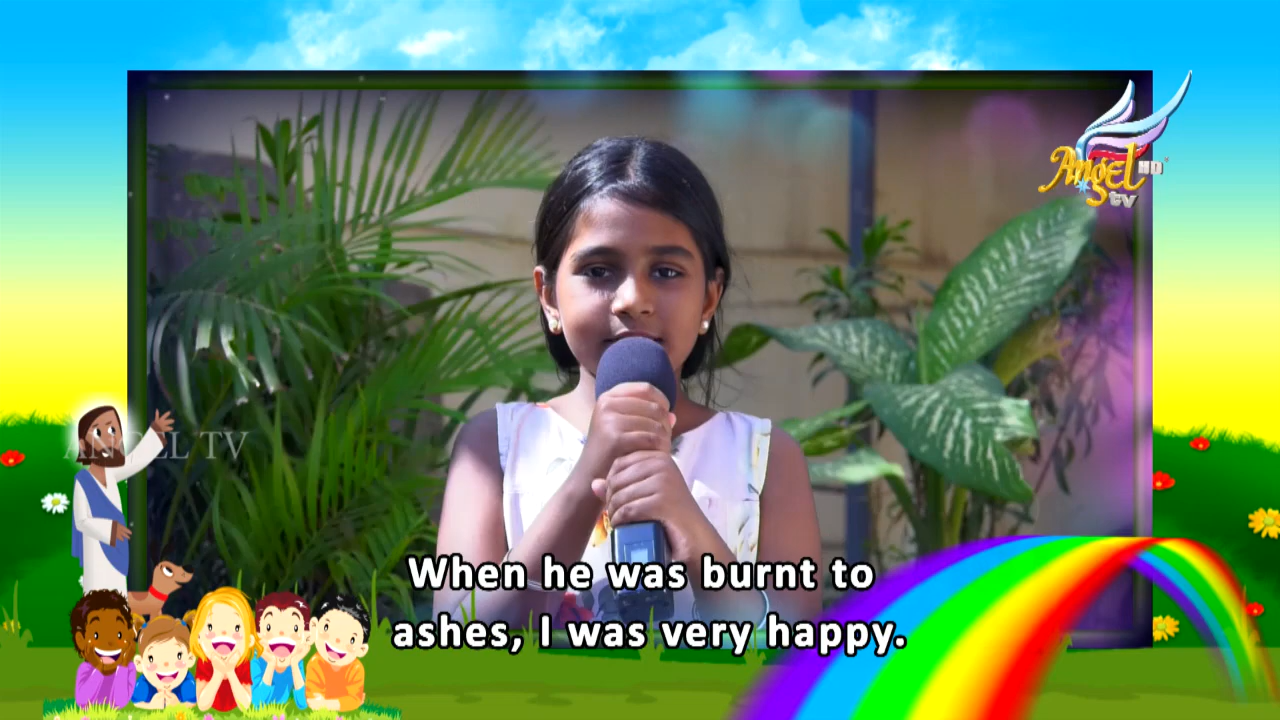 Angel HD
tv
ANGEL TV
When he was burnt to
ashes, I was very happy.